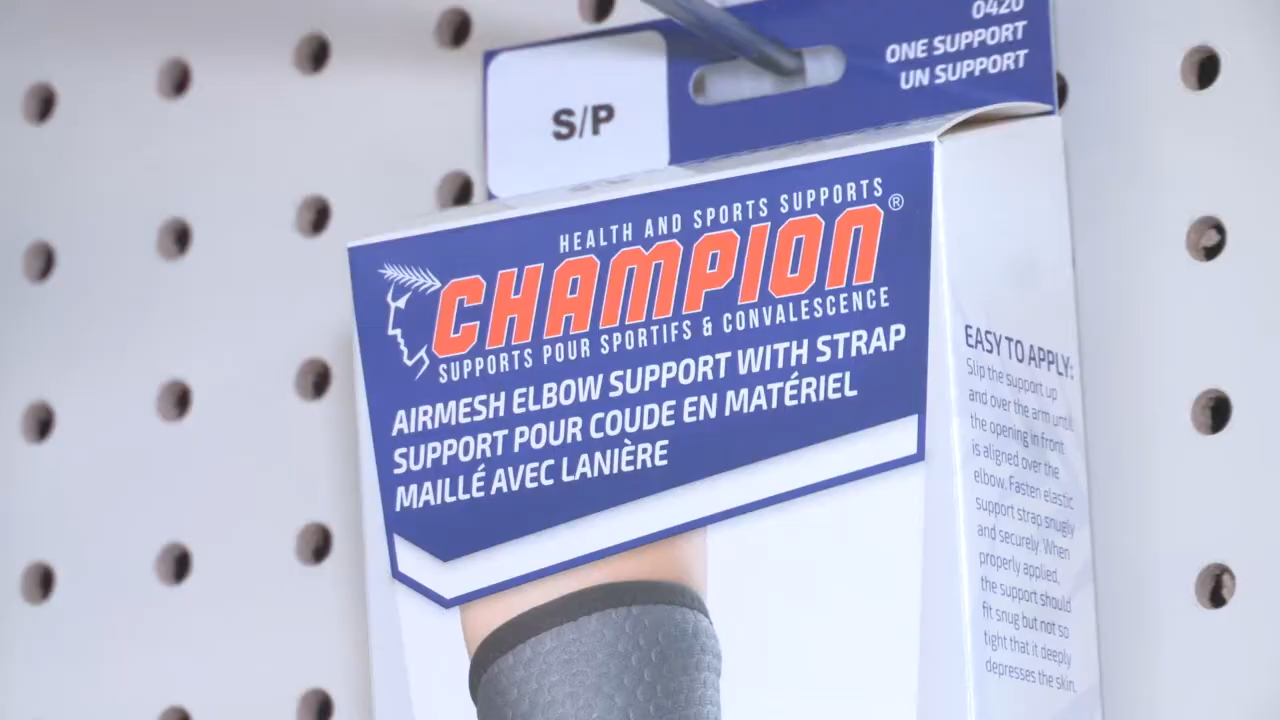 0420
ONE SUPPORT
UN SUPPORT
S/P
HEALTH AND SPORTS SUPPORTS
CHAMPION®
SUPPORTS POUR SPORTIFS & CONVALESCENCE
AIRMESH ELBOW SUPPORT WITH STRAP
SUPPORT POUR COUDE EN MATÉRIEL
MAILLÉ AVEC LANIÈRE
EASY TO APPLY:
Slip the support up
and over the arm until
the opening in front
is aligned over the
elbow. Fasten elastic
support strap snugly
and securely. When
properly applied,
the support should
fit snug but not so
tight that it deeply
depresses the skin.